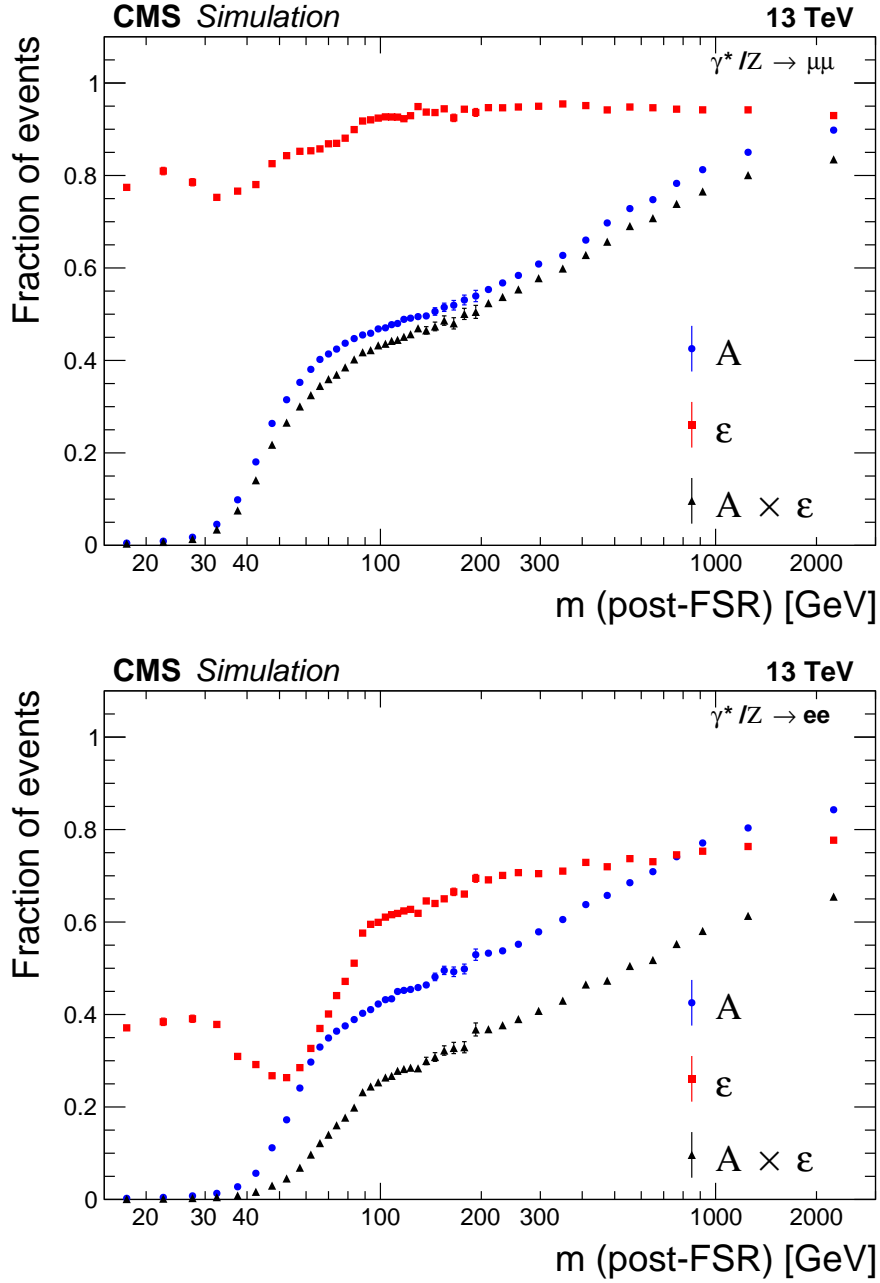 CMS Simulation 13 TeV
γ*/Z → μμ
Fraction of events
1
0.8
0.6
0.4
0.2
0
A
ε
A × ε
20 30 40 100 200 300 1000 2000
m (post-FSR) [GeV]
CMS Simulation 13 TeV
γ*/Z → ee
Fraction of events
1
0.8
0.6
0.4
0.2
0
A
ε
A × ε
20 30 40 100 200 300 1000 2000
m (post-FSR) [GeV]